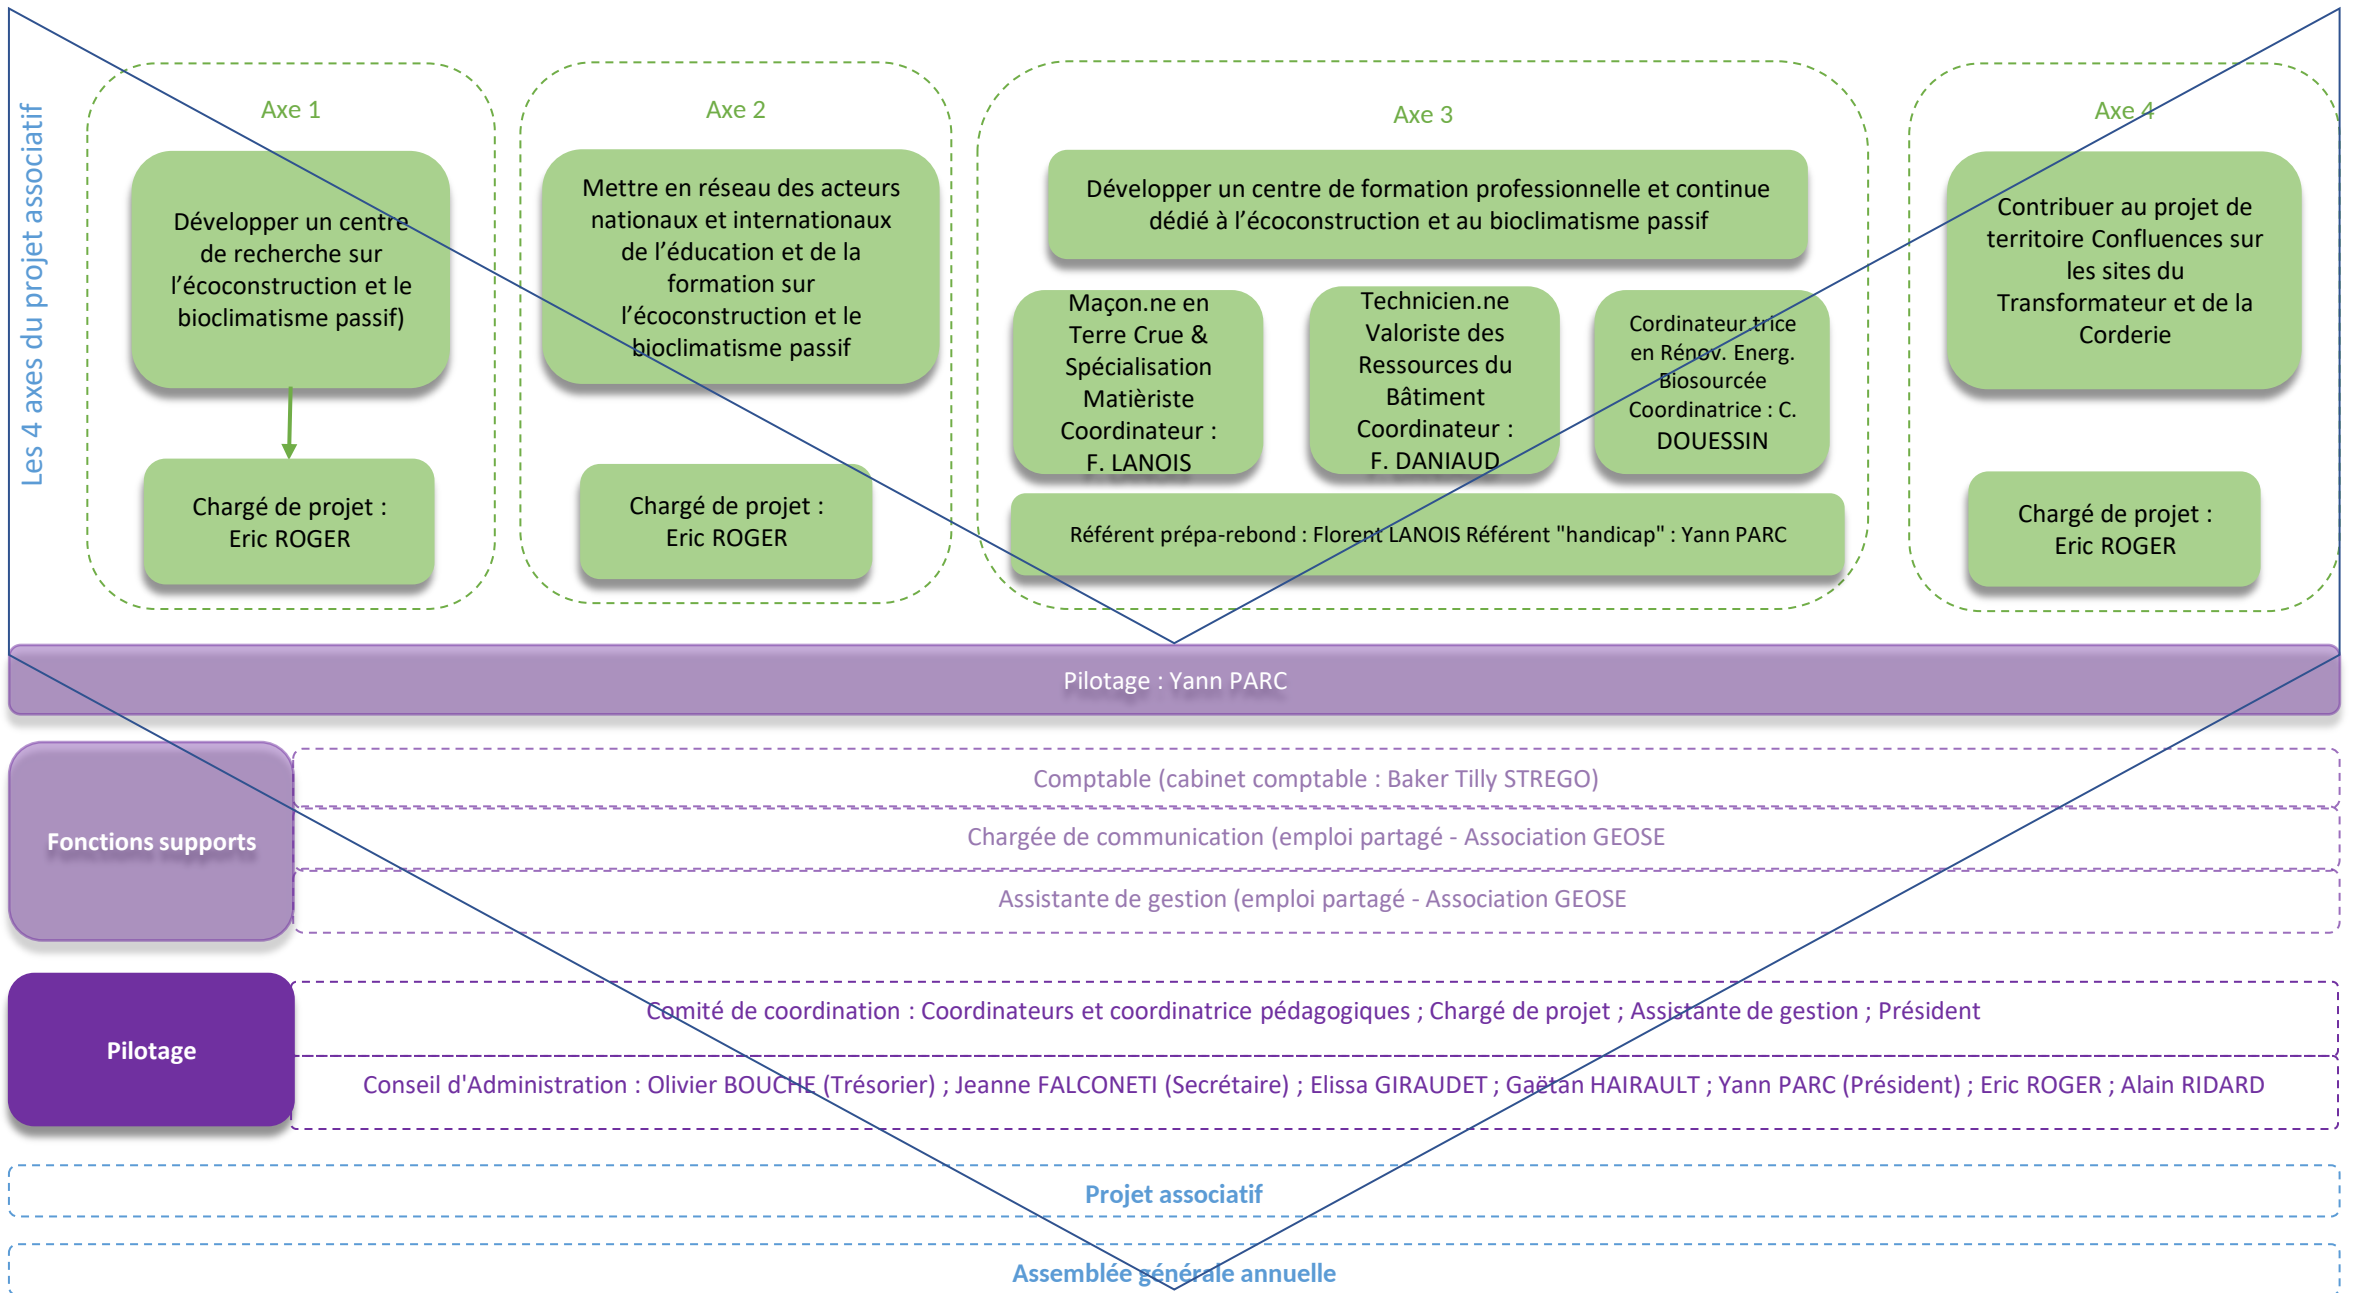 Les 4 axes du projet associatif
Axe 1
Développer un centre
de recherche sur
l’écoconstruction et le
bioclimatisme passif)
Chargé de projet :
Eric ROGER
Axe 2
Mettre en réseau des acteurs
nationaux et internationaux
de l’éducation et de la
formation sur
l’écoconstruction et le
bioclimatisme passif
Chargé de projet :
Eric ROGER
Axe 3
Développer un centre de formation professionnelle et continue
dédié à l’écoconstruction et au bioclimatisme passif
Maçon.ne en
Terre Crue &
Spécialisation
Matièriste
Coordinateur :
F. LANOIS
Technicien.ne
Valoriste des
Ressources du
Bâtiment
Coordinateur :
F. DANIAUD
Cordinateur.trice
en Rénov. Energ.
Biosourcée
Coordinatrice : C.
DOUESSIN
Référent prépa-rebond : Florent LANOIS Référent "handicap" : Yann PARC
Axe 4
Contribuer au projet de
territoire Confluences sur
les sites du
Transformateur et de la
Corderie
Chargé de projet :
Eric ROGER
Pilotage : Yann PARC
Fonctions supports
Comptable (cabinet comptable : Baker Tilly STREGO)
Chargée de communication (emploi partagé - Association GEOSE
Assistante de gestion (emploi partagé - Association GEOSE
Pilotage
Comité de coordination : Coordinateurs et coordinatrice pédagogiques ; Chargé de projet ; Assistante de gestion ; Président
Conseil d'Administration : Olivier BOUCHE (Trésorier) ; Jeanne FALCONETI (Secrétaire) ; Elissa GIRAUDET ; Gaëtan HAIRAULT ; Yann PARC (Président) ; Eric ROGER ; Alain RIDARD
Projet associatif
Assemblée générale annuelle